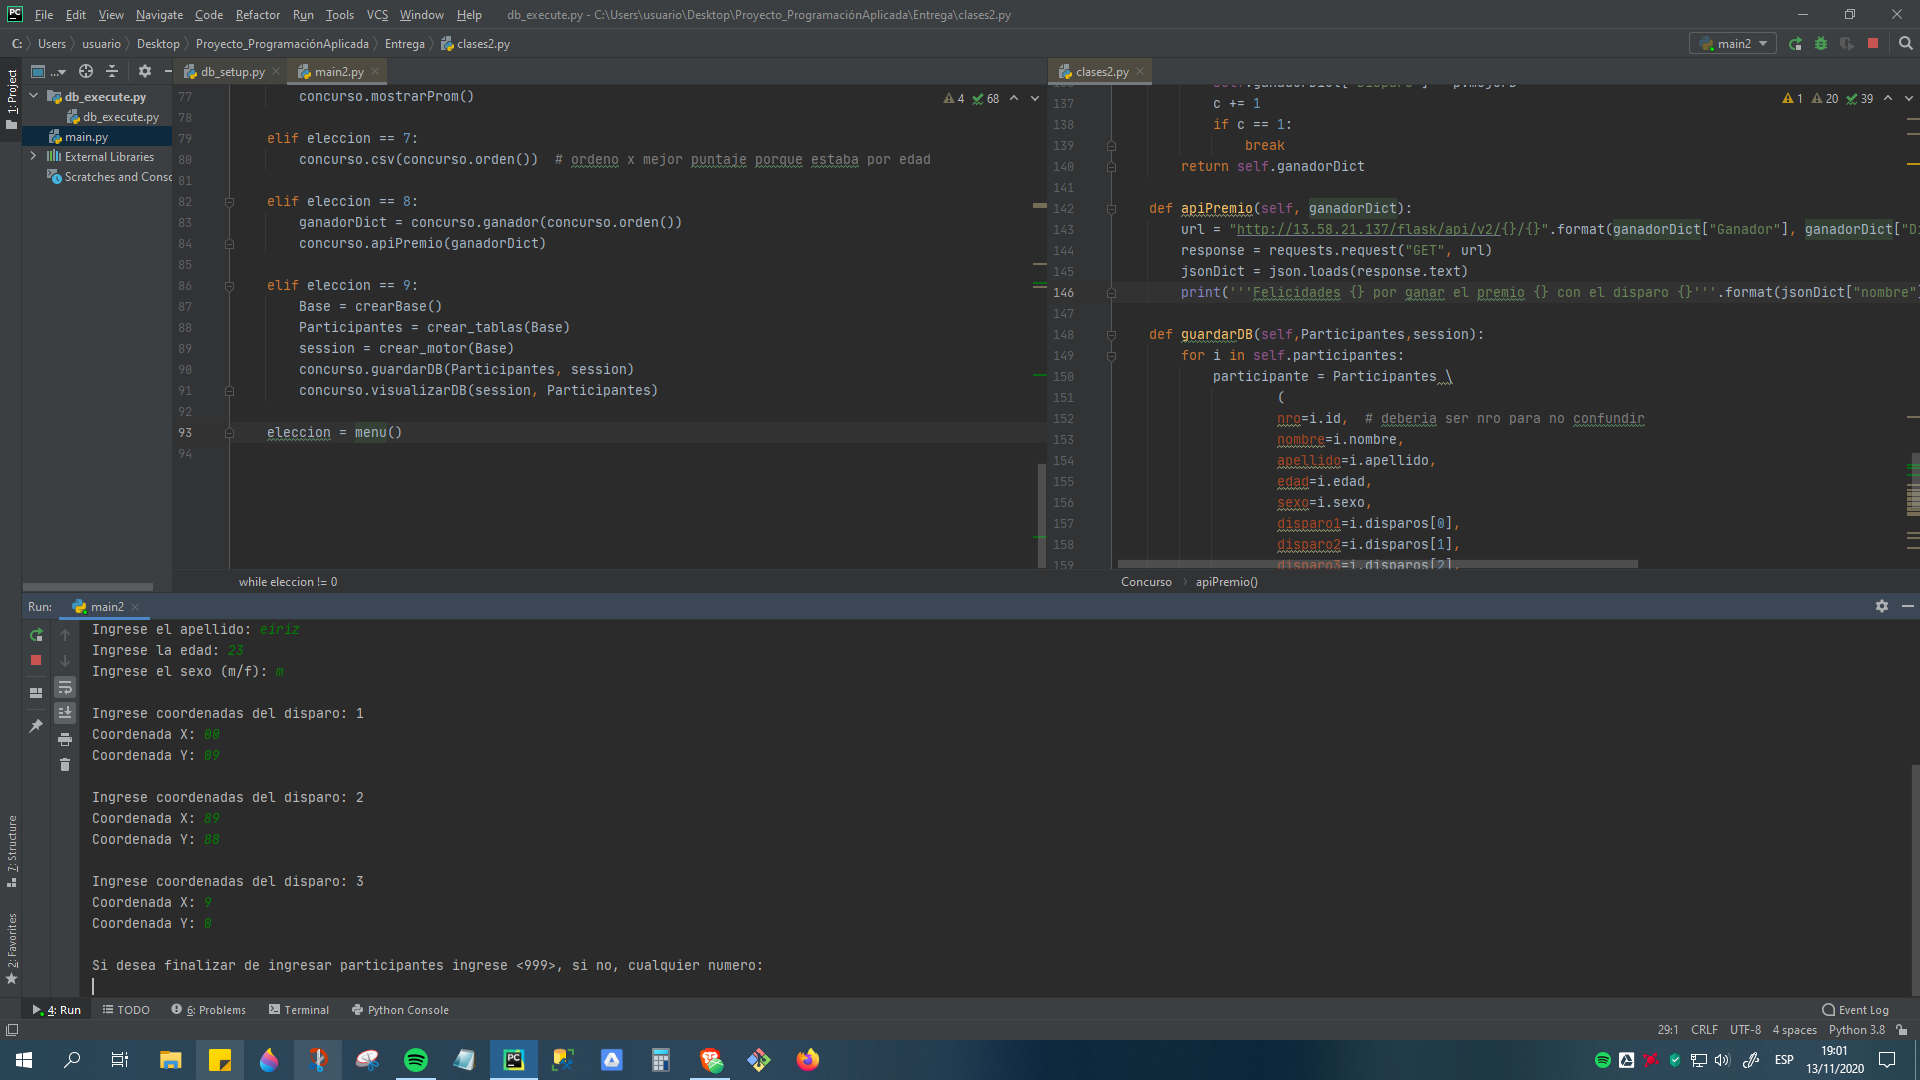 File Edit View Navigate Code Refactor Run Tools VCS Window Help db_execute.py - C:\Users\usuario\Desktop\Proyecto_ProgramaciónAplicada\Entrega\clases2.py
C: Users usuario Desktop Proyecto_ProgramaciónAplicada Entrega clases2.py main2
1: Project
db_execute.py
db_execute.py
main.py
External Libraries
Scratches and Conso
db_setup.py main2.py
4 68
77 concurso.mostrarProm()
78
79 elif eleccion == 7:
80 concurso.csv(concurso.orden()) # ordeno x mejor puntaje porque estaba por edad
81
82 elif eleccion == 8:
83 ganadorDict = concurso.ganador(concurso.orden())
84 concurso.apiPremio(ganadorDict)
85
86 elif eleccion == 9:
87 Base = crearBase()
88 Participantes = crear_tablas(Base)
89 session = crear_motor(Base)
90 concurso.guardarDB(Participantes, session)
91 concurso.visualizarDB(session, Participantes)
92
93 eleccion = menu()
94
while eleccion != 0
clases2.py
1 20 39
137 c += 1
138 if c == 1:
139 break
140 return self.ganadorDict
141
142 def apiPremio(self, ganadorDict):
143 url = "http://13.58.21.137/flask/api/v2/{}/{}".format(ganadorDict["Ganador"], ganadorDict["Di
144 response = requests.request("GET", url)
145 jsonDict = json.loads(response.text)
146 print('''Felicidades {} por ganar el premio {} con el disparo {}'''.format(jsonDict["nombre"]
147
148 def guardarDB(self,Participantes,session):
149 for i in self.participantes:
150 participante = Participantes \
151 (
152 nro=i.id, # deberia ser nro para no confundir
153 nombre=i.nombre,
154 apellido=i.apellido,
155 edad=i.edad,
156 sexo=i.sexo,
157 disparo1=i.disparos[0],
158 disparo2=i.disparos[1],
159 disparo3=i.disparos[2],
Concurso apiPremio()
Run: main2
Ingrese el apellido: eiriz
Ingrese la edad: 23
Ingrese el sexo (m/f): m
Ingrese coordenadas del disparo: 1
Coordenada X: 00
Coordenada Y: 09
Ingrese coordenadas del disparo: 2
Coordenada X: 89
Coordenada Y: 88
Ingrese coordenadas del disparo: 3
Coordenada X: 9
Coordenada Y: 0
Si desea finalizar de ingresar participantes ingrese <999>, si no, cualquier numero:
7: Structure
2: Favorites
4: Run TODO 6: Problems Terminal Python Console Event Log
29:1 CRLF UTF-8 4 spaces Python 3.8
ESP
19:01
13/11/2020